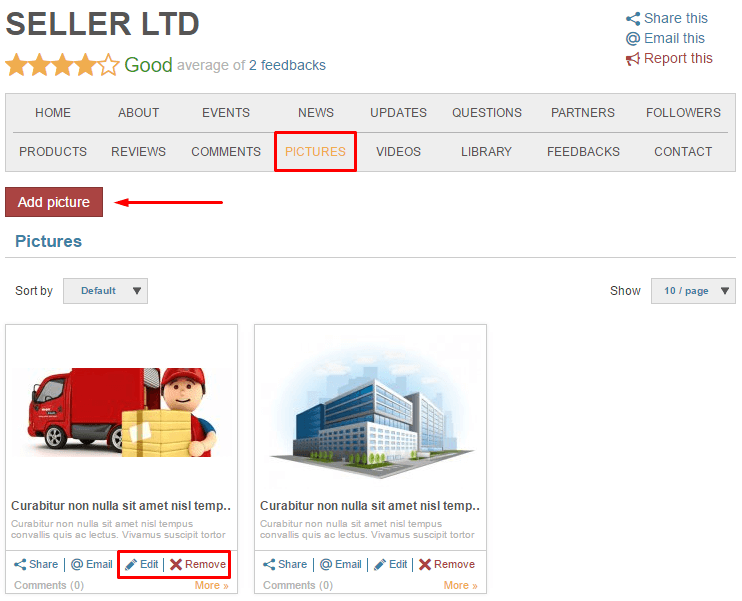 SELLER LTD
Share this
Email this
Report this
Good average of 2 feedbacks
HOME ABOUT EVENTS NEWS UPDATES QUESTIONS PARTNERS FOLLOWERS
PRODUCTS REVIEWS COMMENTS PICTURES VIDEOS LIBRARY FEEDBACKS CONTACT
Add picture
Pictures
Sort by Default Show 10 / page
Curabitur non nulla sit amet nisl temp..
Curabitur non nulla sit amet nisl tempus
convallis quis ac lectus. Vivamus suscipit tortor
Share Email Edit Remove
Comments (0) More »
Curabitur non nulla sit amet nisl temp..
Curabitur non nulla sit amet nisl tempus
convallis quis ac lectus. Vivamus suscipit tortor
Share Email Edit Remove
Comments (0) More »